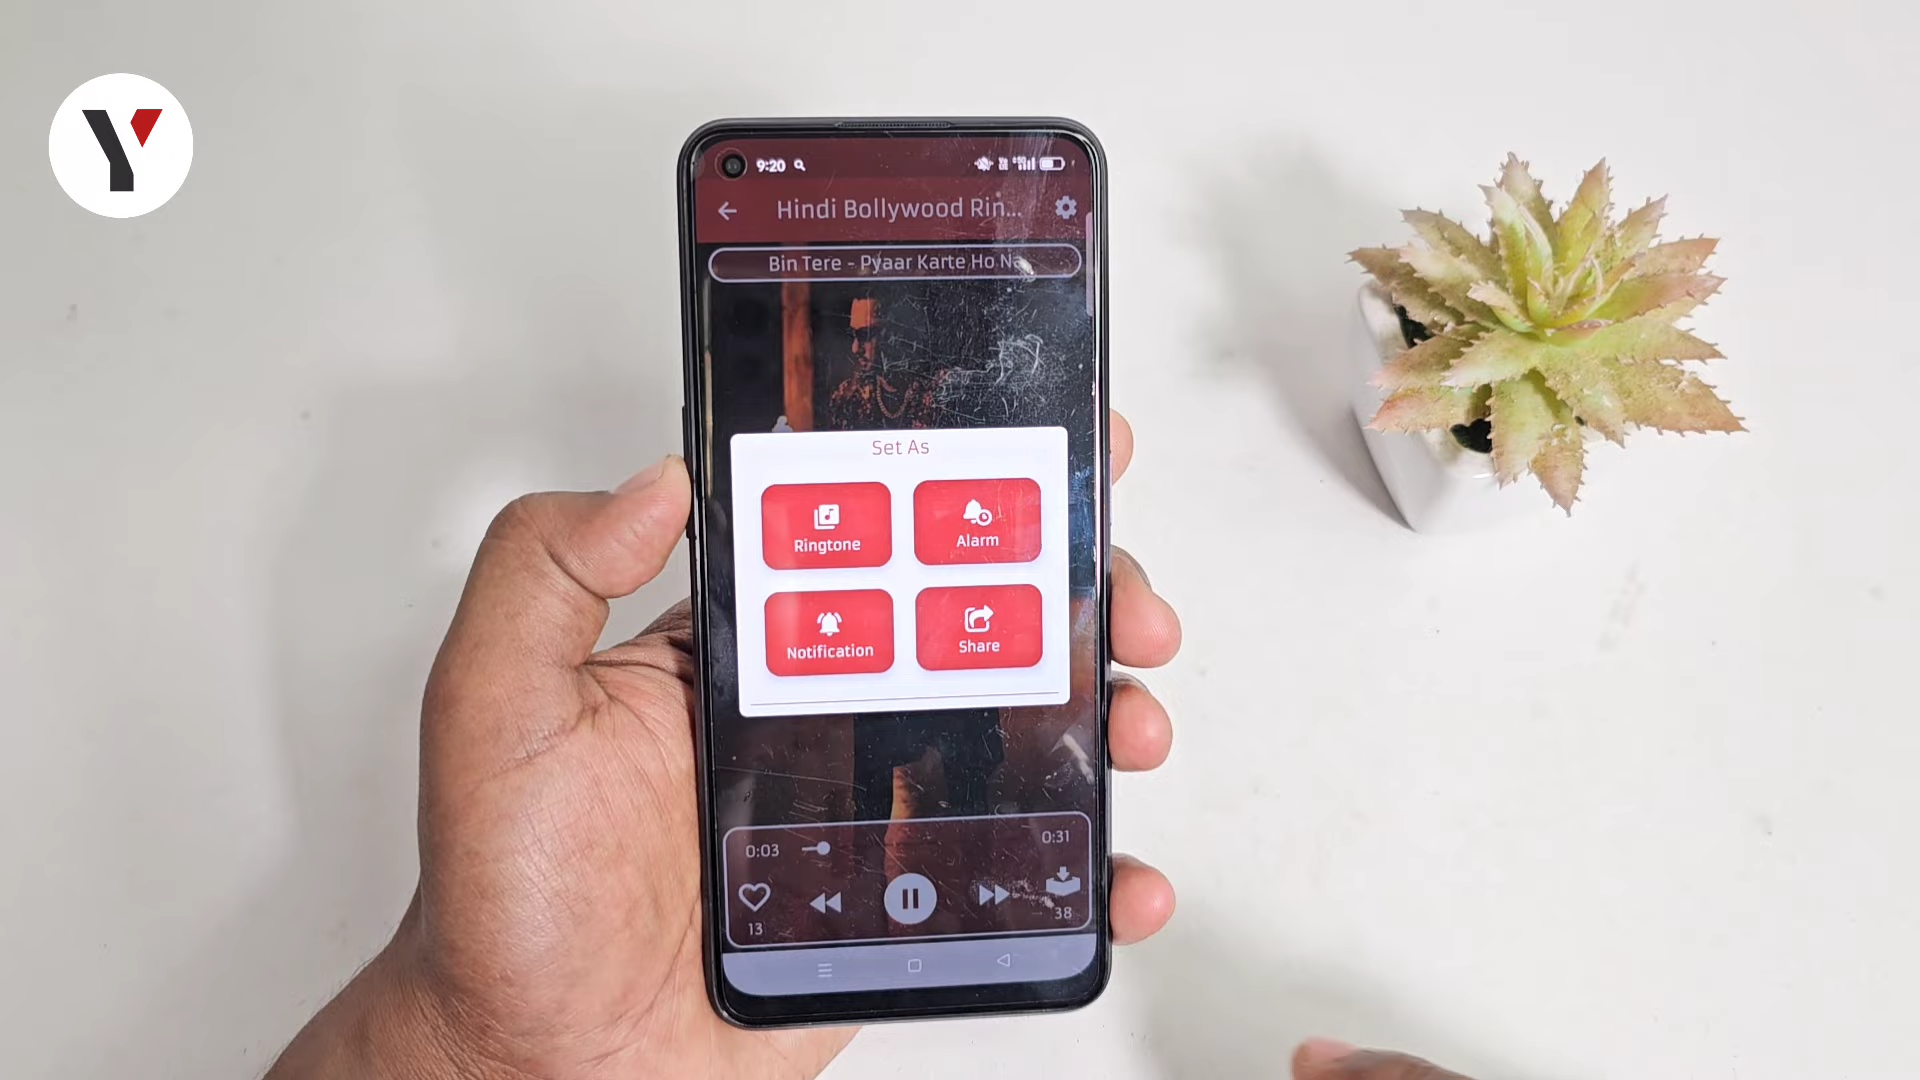 Y
9:20
Hindi Bollywood Rin...
Bin Tere - Pyaar Karte Ho Na
Set As
Ringtone
Alarm
Notification
Share
0:03
0:31
13
38